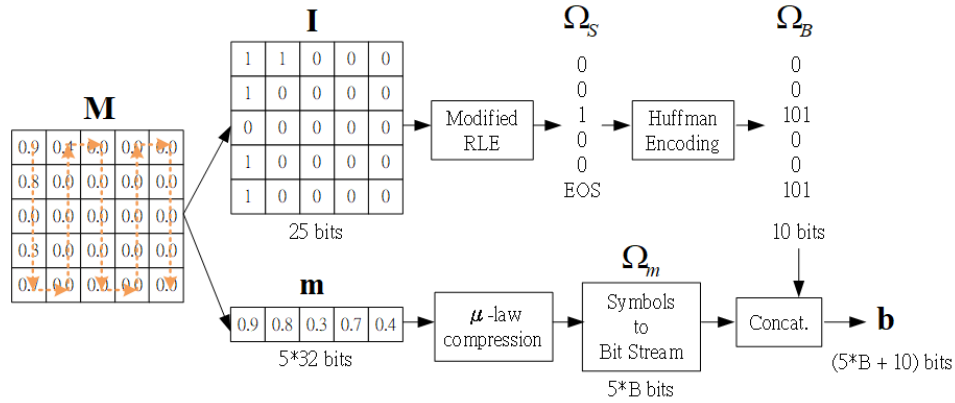 M
0.9 0.4 0.0 0.0 0.0
0.8 0.0 0.0 0.0 0.0
0.0 0.0 0.0 0.0 0.0
0.3 0.0 0.0 0.0 0.0
0.7 0.0 0.0 0.0 0.0
I
1 1 0 0 0
1 0 0 0 0
0 0 0 0 0
1 0 0 0 0
1 0 0 0 0
25 bits
Modified
RLE
Ω_S
0
0
1
0
0
EOS
Huffman
Encoding
Ω_B
0
0
101
0
0
101
10 bits
m
0.9 0.8 0.3 0.7 0.4
5*32 bits
μ-law
compression
Ω_m
Symbols
to
Bit Stream
5*B bits
Concat.
b
(5*B + 10) bits